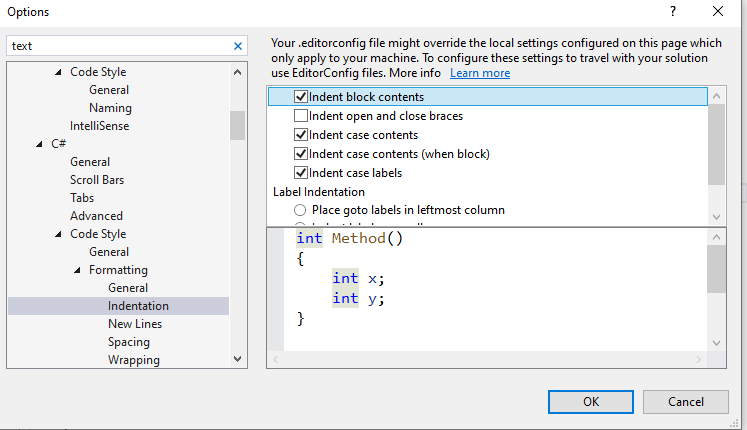 Options
text
Code Style
General
Naming
IntelliSense
C#
General
Scroll Bars
Tabs
Advanced
Code Style
General
Formatting
General
Indentation
New Lines
Spacing
Wrapping
Your .editorconfig file might override the local settings configured on this page which
only apply to your machine. To configure these settings to travel with your solution
use EditorConfig files. More info Learn more
Indent block contents
Indent open and close braces
Indent case contents
Indent case contents (when block)
Indent case labels
Label Indentation
Place goto labels in leftmost column
int Method()
{
int x;
int y;
}
OK
Cancel